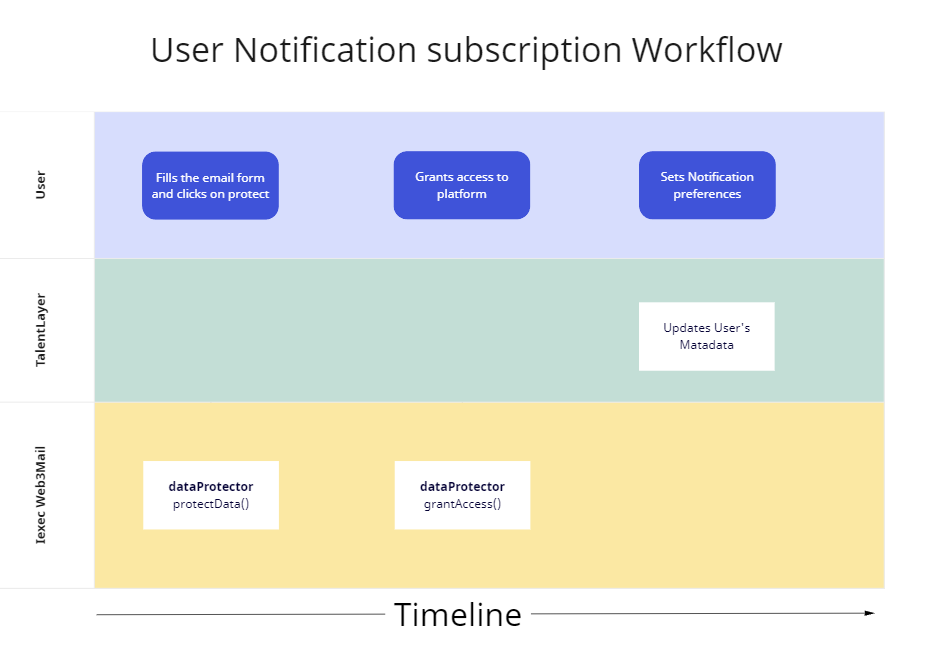 User Notification subscription Workflow
User
Fills the email form
and clicks on protect
Grants access to
platform
Sets Notification
preferences
TalentLayer
Updates User's
Matadata
Iexec Web3Mail
dataProtector
protectData()
dataProtector
grantAccess()
Timeline